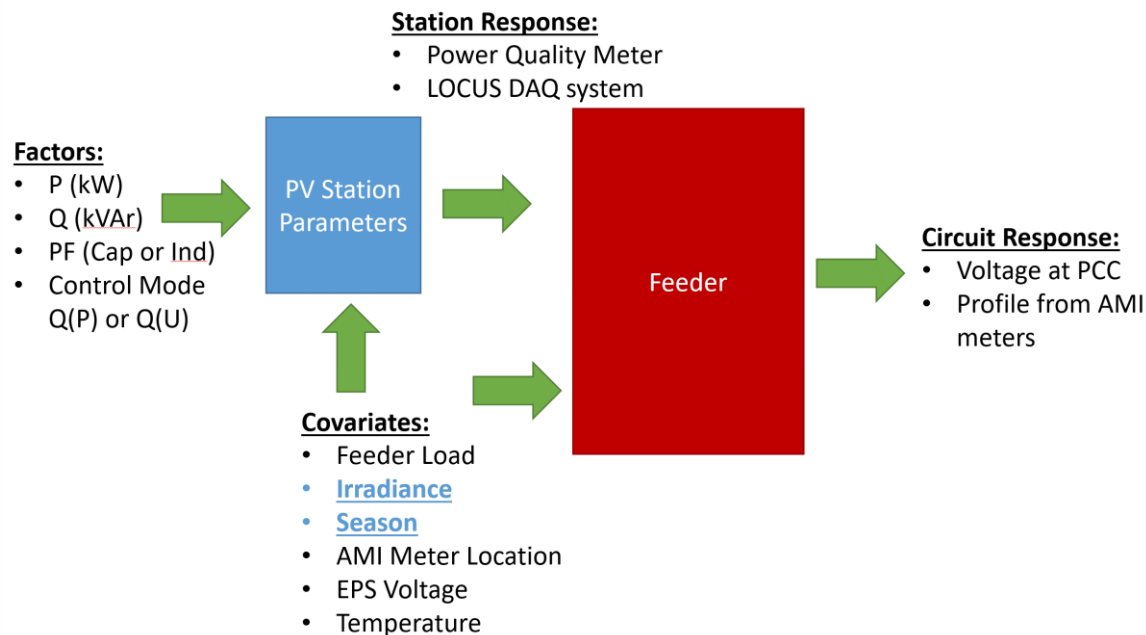 Station Response:
• Power Quality Meter
• LOCUS DAQ system
Factors:
• P (kW)
• Q (kVAr)
• PF (Cap or Ind)
• Control Mode
Q(P) or Q(U)
PV Station
Parameters
Feeder
Circuit Response:
• Voltage at PCC
• Profile from AMI
meters
Covariates:
• Feeder Load
• Irradiance
• Season
• AMI Meter Location
• EPS Voltage
• Temperature